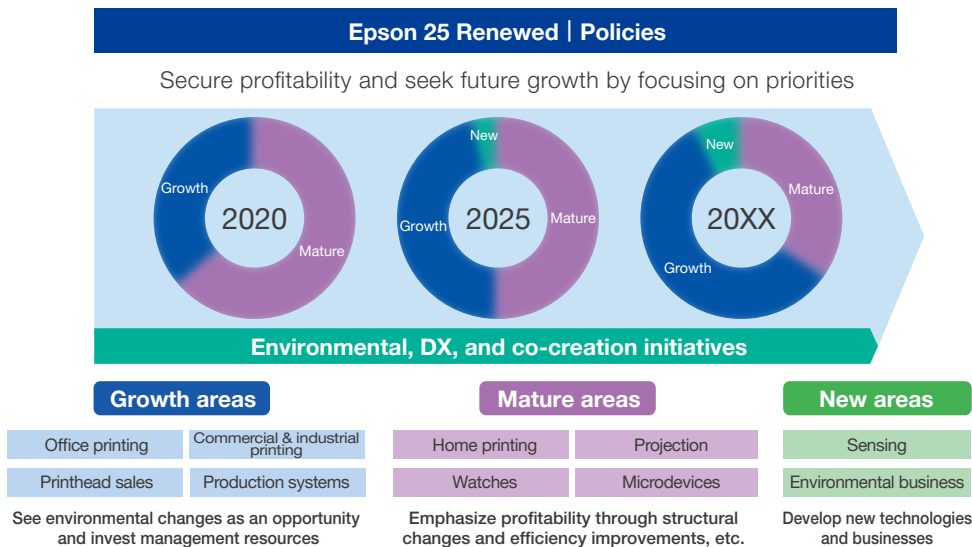 Epson 25 Renewed | Policies
Secure profitability and seek future growth by focusing on priorities
Growth
2020
Mature
New
Growth
2025
Mature
New
Mature
20XX
Growth
Environmental, DX, and co-creation initiatives
Growth areas
Office printing
Commercial & industrial
printing
Printhead sales
Production systems
See environmental changes as an opportunity
and invest management resources
Mature areas
Home printing
Projection
Watches
Microdevices
Emphasize profitability through structural
changes and efficiency improvements, etc.
New areas
Sensing
Environmental business
Develop new technologies
and businesses